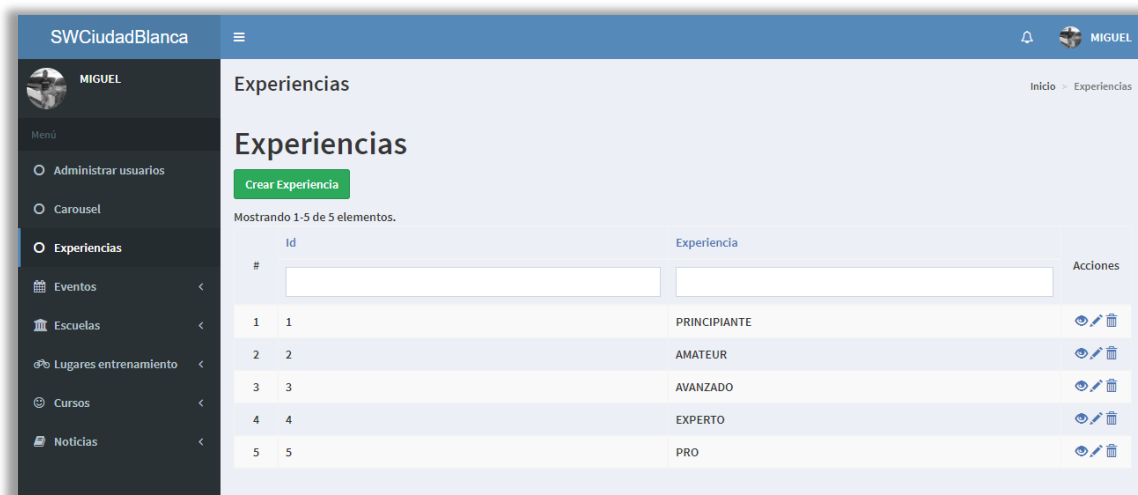 SWCiudadBlanca
MIGUEL
MIGUEL
Menú
Administrar usuarios
Carousel
Experiencias
Eventos
Escuelas
Lugares entrenamiento
Cursos
Noticias
Experiencias
Inicio > Experiencias
Experiencias
Crear Experiencia
Mostrando 1-5 de 5 elementos.
# Id Experiencia Acciones
1 1 PRINCIPIANTE
2 2 AMATEUR
3 3 AVANZADO
4 4 EXPERTO
5 5 PRO